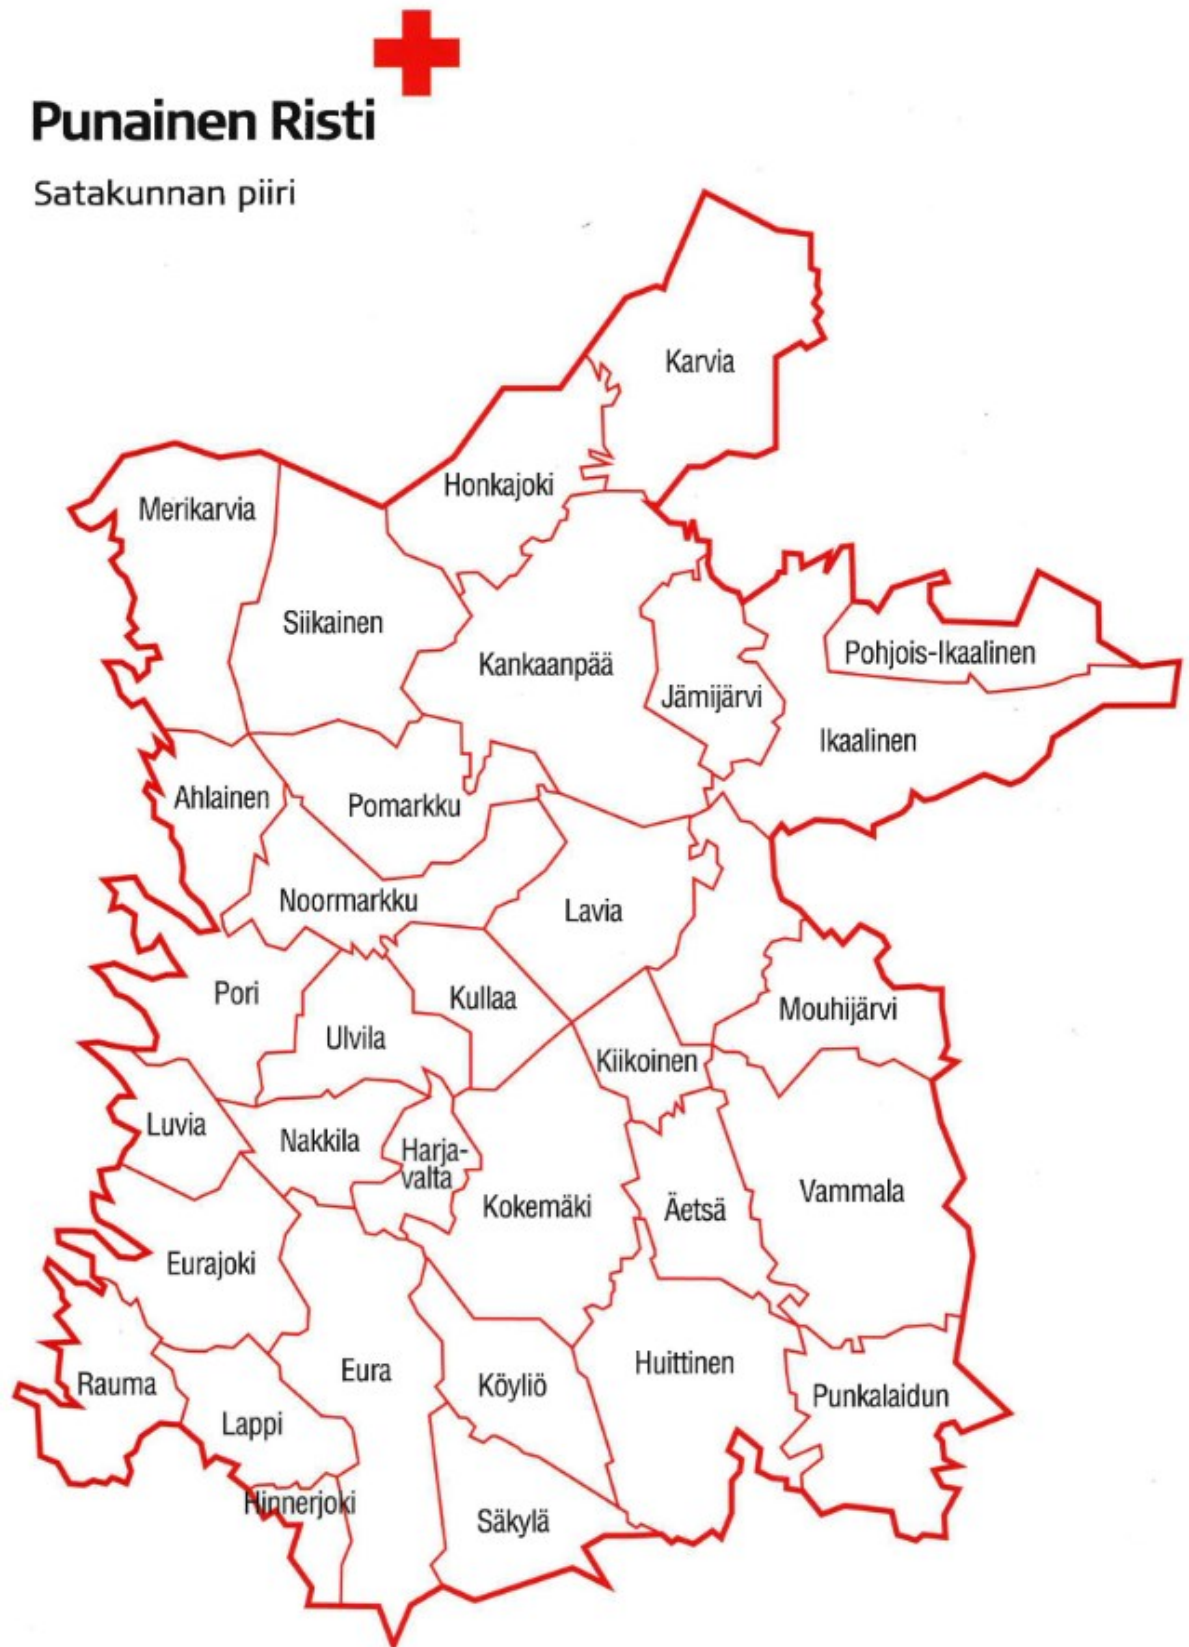 Punainen Risti
Satakunnan piiri
Karvia
Honkajoki
Merikarvia
Siikainen
Kankaanpää
Pohjois-Ikaalinen
Jämijärvi
Ikaalinen
Ahlainen
Pomarkku
Noormarkku
Lavia
Pori
Kullaa
Mouhijärvi
Ulvila
Kiikoinen
Luvia
Nakkila
Harja-
valta
Kokemäki
Äetsä
Vammala
Eurajoki
Huittinen
Eura
Rauma
Köyliö
Punkalaidun
Lappi
Hinnerjoki
Säkylä